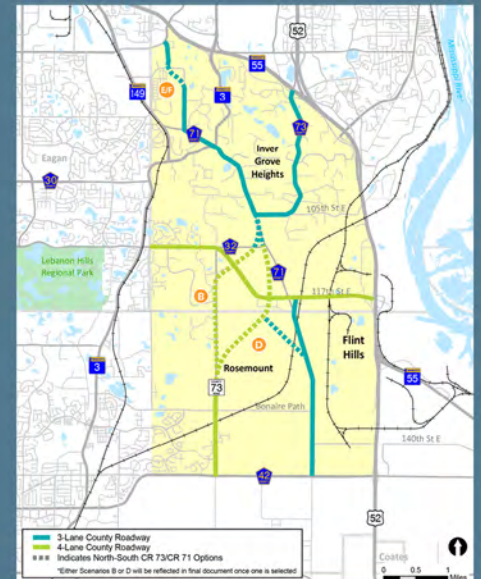 52
55
149
E/F
3
73
71
Inver
Grove
Heights
Mississippi River
Eagan
30
105th St E
Lebanon Hills
Regional Park
32
71
B
117th St E
D
Flint
Hills
Rosemount
3
73
55
Bonaire Path
140th St E
42
52
Coates
3-Lane County Roadway
4-Lane County Roadway
Indicates North-South CR 73/CR 71 Options
*Either Scenarios B or D will be reflected in final document once one is selected
0 0.5 1
Miles